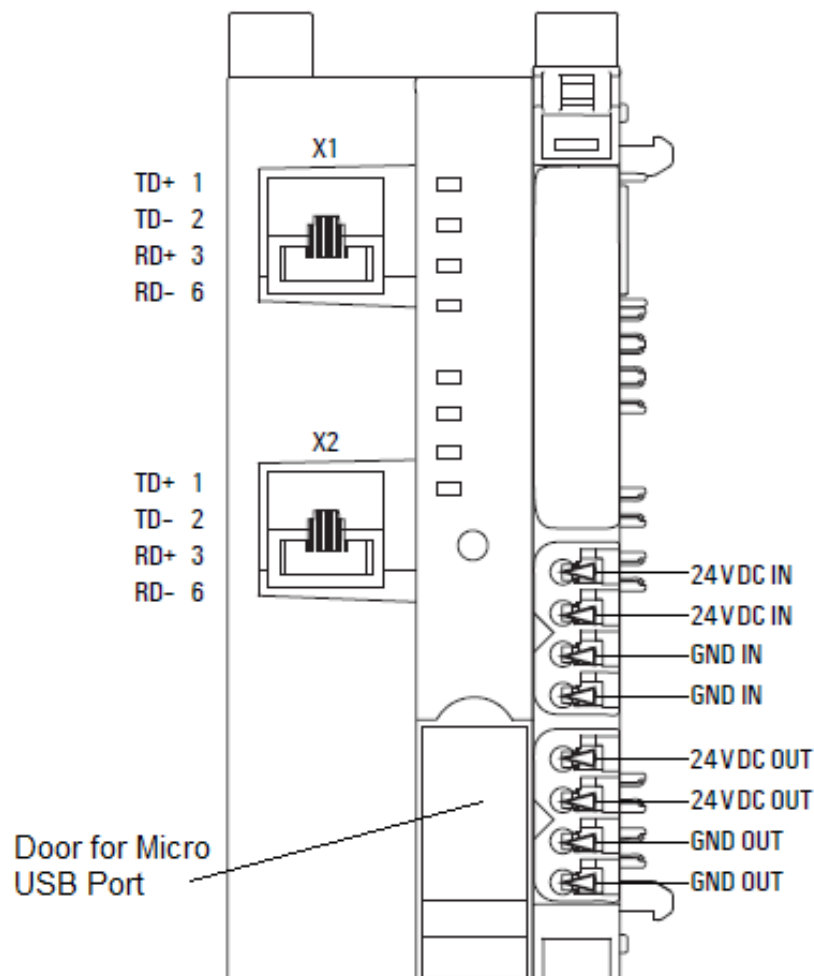 X1
TD+ 1
TD- 2
RD+ 3
RD- 6
X2
TD+ 1
TD- 2
RD+ 3
RD- 6
24VDC IN
24VDC IN
GND IN
GND IN
24VDC OUT
24VDC OUT
GND OUT
GND OUT
Door for Micro
USB Port